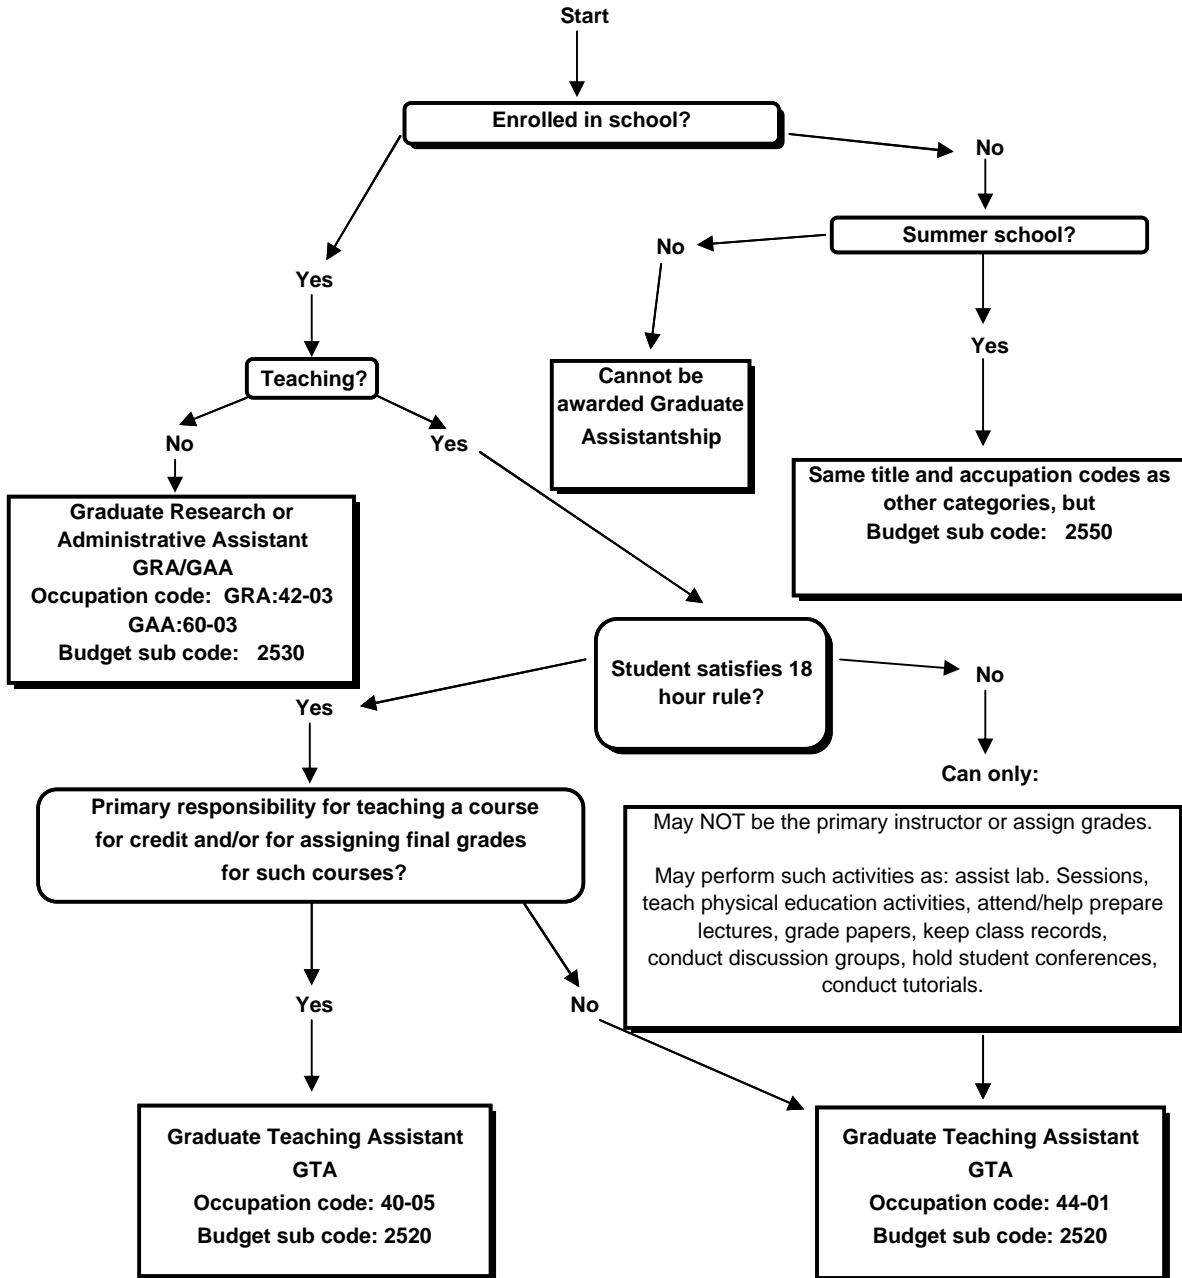 Start
Enrolled in school?
No
Summer school?
No
Yes
Yes
Teaching?
Cannot be
awarded Graduate
Assistantship
No
Yes
Same title and accupation codes as
other categories, but
Budget sub code:   2550
Graduate Research or
Administrative Assistant
GRA/GAA
Occupation code:  GRA:42-03
GAA:60-03
Budget sub code:   2530
Student satisfies 18
hour rule?
No
Yes
Can only:
Primary responsibility for teaching a course
for credit and/or for assigning final grades
for such courses?
May NOT be the primary instructor or assign grades.
May perform such activities as: assist lab. Sessions,
teach physical education activities, attend/help prepare
lectures, grade papers, keep class records,
conduct discussion groups, hold student conferences,
conduct tutorials.
Yes
No
Graduate Teaching Assistant
GTA
Occupation code: 40-05
Budget sub code: 2520
Graduate Teaching Assistant
GTA
Occupation code: 44-01
Budget sub code: 2520